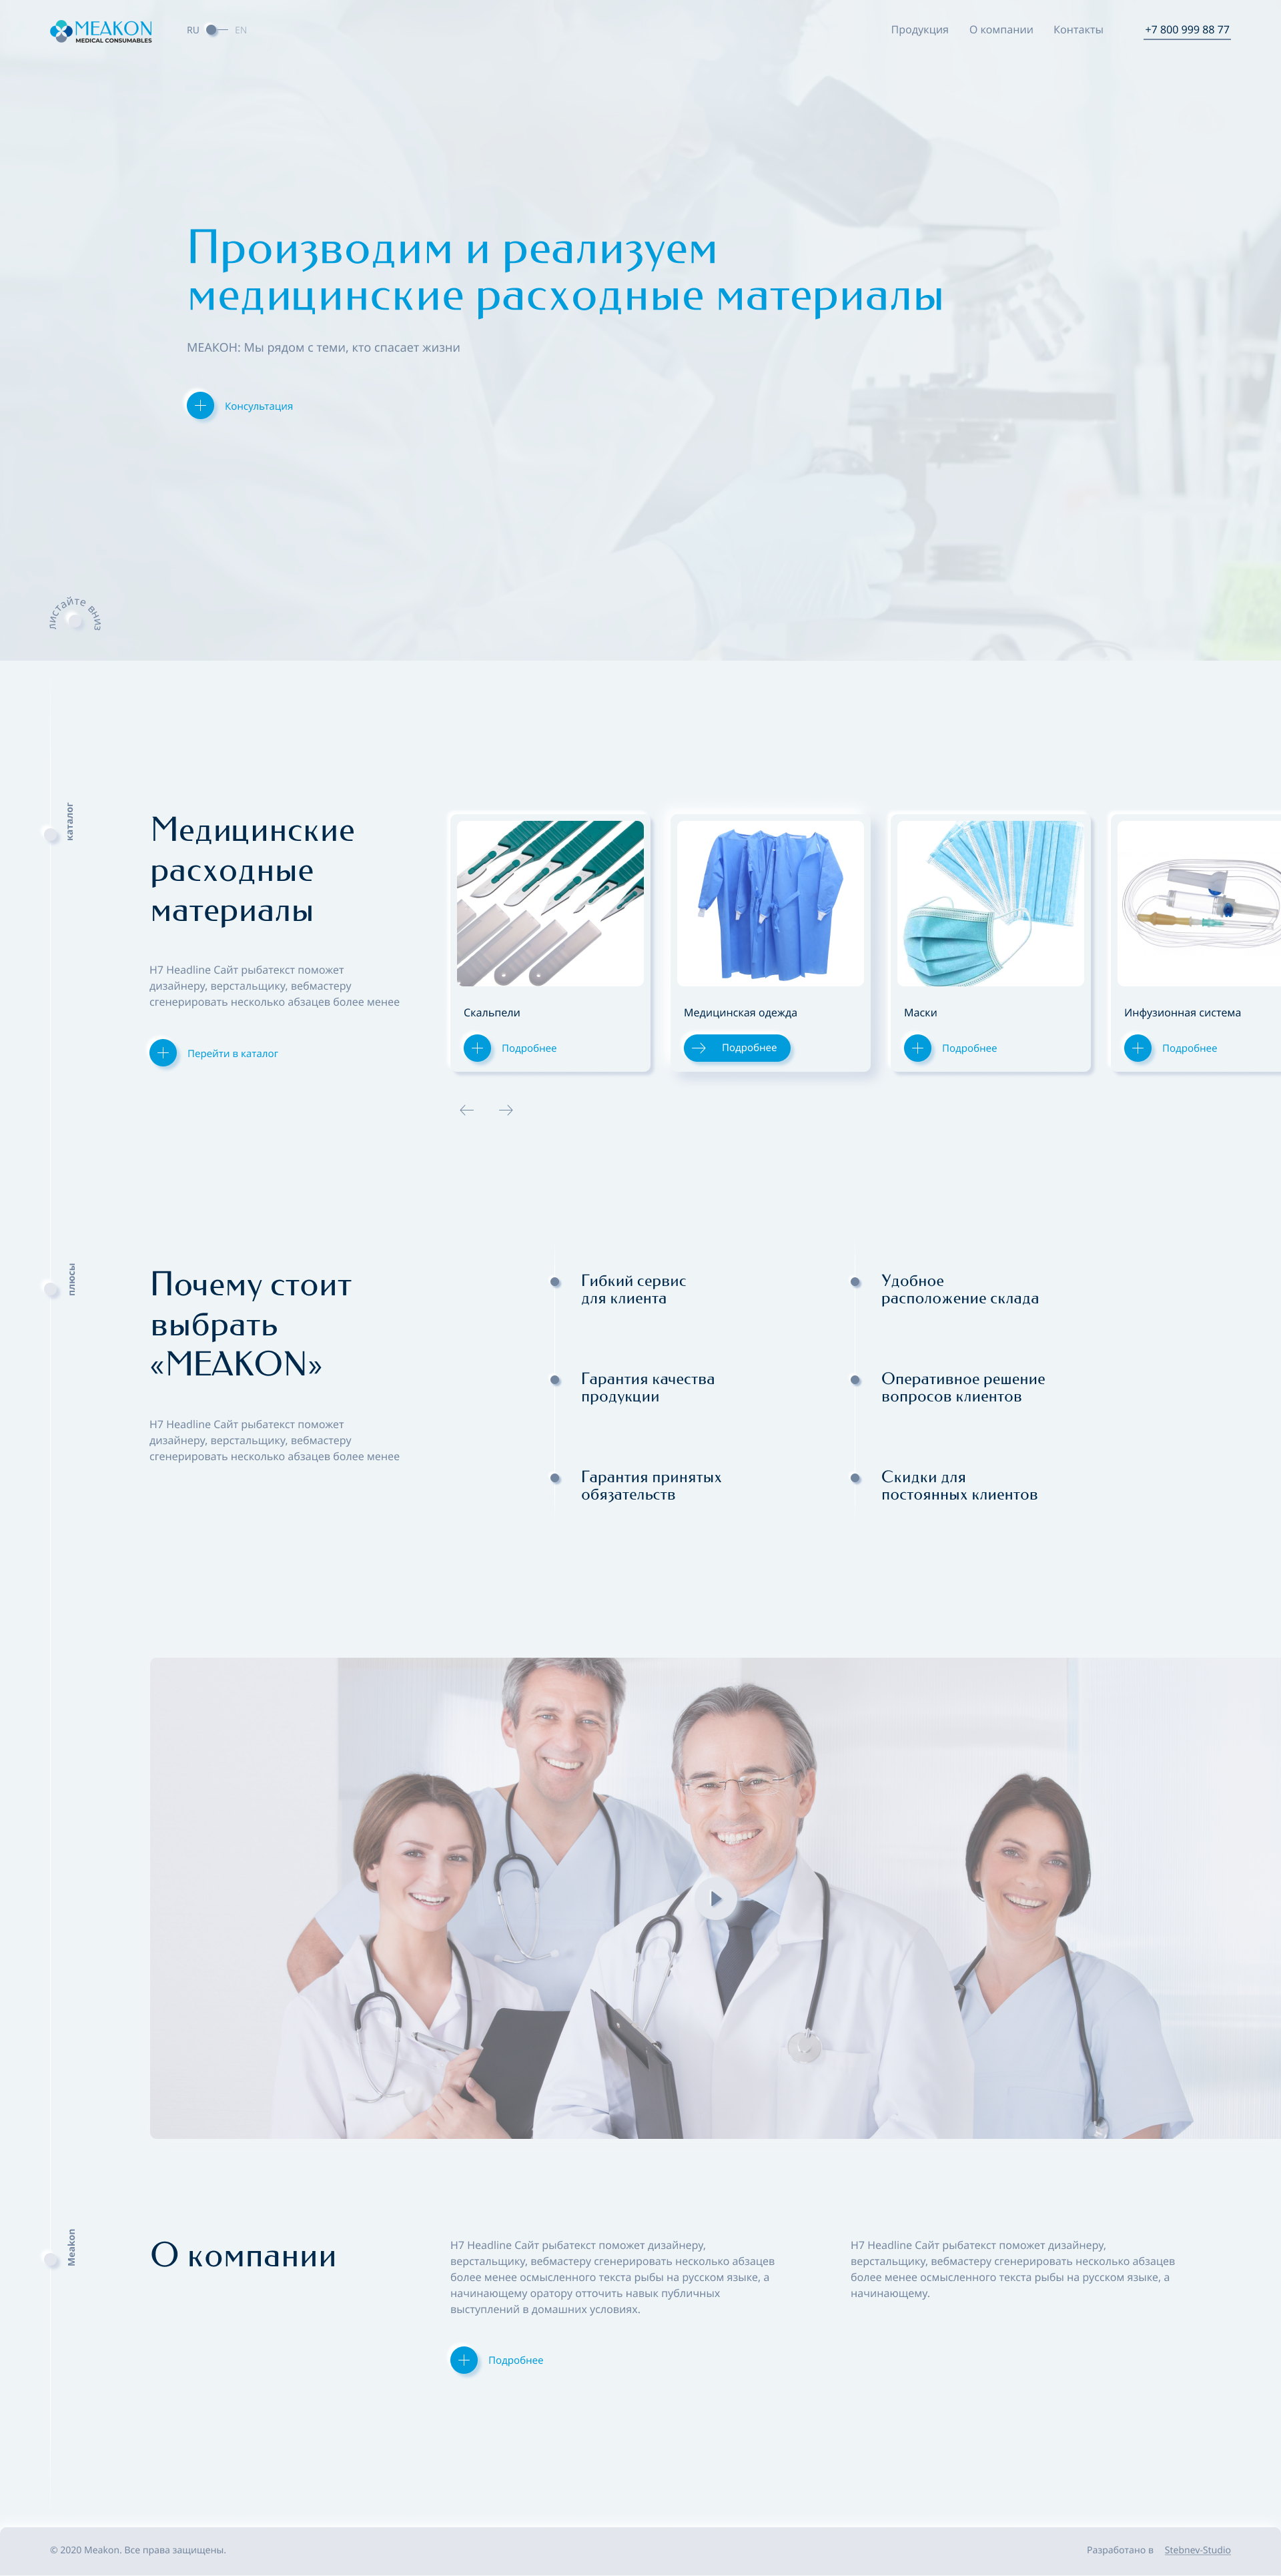 MEAKON
MEDICAL CONSUMABLES
RU
EN
Продукция
О компании
Контакты
+7 800 999 88 77
Производим и реализуем
медицинские расходные материалы
МЕАКОН: Мы рядом с теми, кто спасает жизни
Консультация
листайте вниз
каталог
Медицинские
расходные
материалы
H7 Headline Сайт рыбатекст поможет
дизайнеру, верстальщику, вебмастеру
сгенерировать несколько абзацев более менее
Перейти в каталог
Скальпели
Подробнее
Медицинская одежда
Подробнее
Маски
Подробнее
Инфузионная система
Подробнее
плюсы
Почему стоит
выбрать
«MEAKON»
H7 Headline Сайт рыбатекст поможет
дизайнеру, верстальщику, вебмастеру
сгенерировать несколько абзацев более менее
Гибкий сервис
для клиента
Удобное
расположение склада
Гарантия качества
продукции
Оперативное решение
вопросов клиентов
Гарантия принятых
обязательств
Скидки для
постоянных клиентов
Meakon
О компании
H7 Headline Сайт рыбатекст поможет дизайнеру,
верстальщику, вебмастеру сгенерировать несколько абзацев
более менее осмысленного текста рыбы на русском языке, а
начинающему оратору отточить навык публичных
выступлений в домашних условиях.
Подробнее
H7 Headline Сайт рыбатекст поможет дизайнеру,
верстальщику, вебмастеру сгенерировать несколько абзацев
более менее осмысленного текста рыбы на русском языке, а
начинающему.
© 2020 Meakon. Все права защищены.
Разработано в Stebnev-Studio